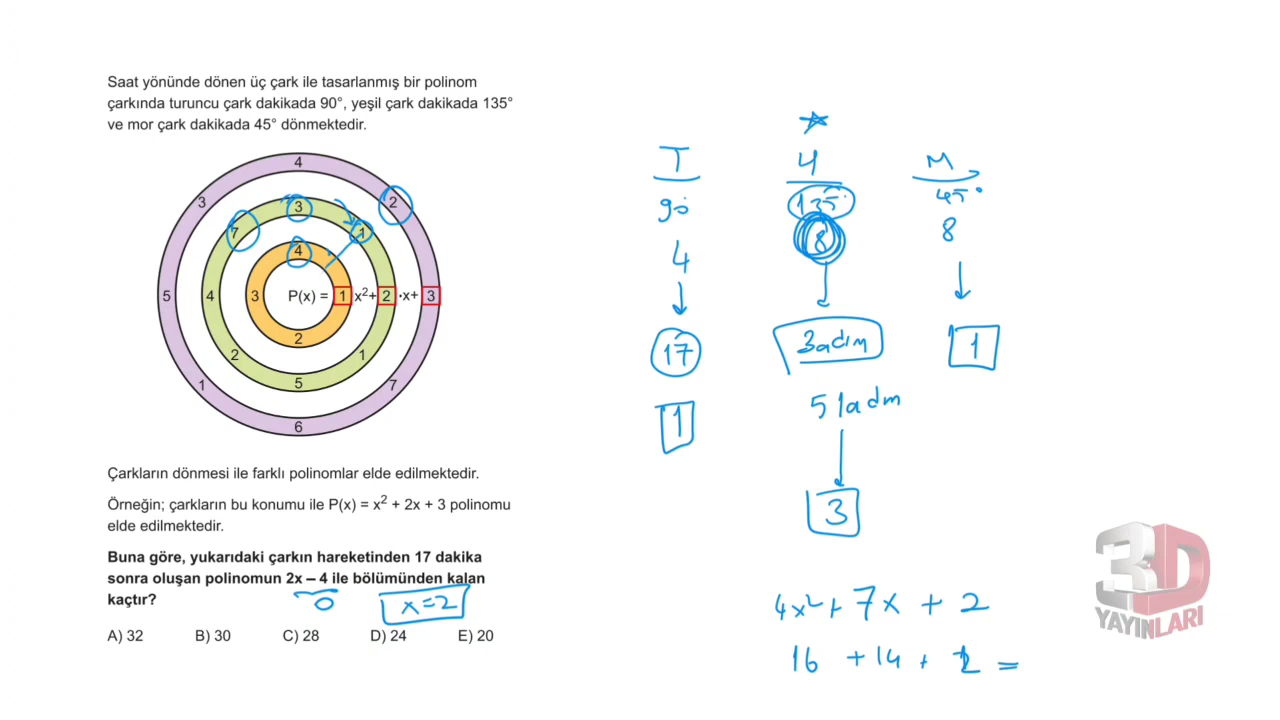 Saat yönünde dönen üç çark ile tasarlanmış bir polinom
çarkında turuncu çark dakikada 90°, yeşil çark dakikada 135°
ve mor çark dakikada 45° dönmektedir.
4
3 2
3
7 1
4
5 4 3 P(x) = 1 x² + 2 ·x + 3
2
2 1
5
1 7
6
Çarkların dönmesi ile farklı polinomlar elde edilmektedir.
Örneğin; çarkların bu konumu ile P(x) = x² + 2x + 3 polinomu
elde edilmektedir.
Buna göre, yukarıdaki çarkın hareketinden 17 dakika
sonra oluşan polinomun 2x – 4 ile bölümünden kalan
kaçtır?
0 x=2
A) 32 B) 30 C) 28 D) 24 E) 20
T 4 M
90 135° 45°
4 8 8
17 3 adım 1
1 51 adım
3
4x² + 7x + 2
16 + 14 + 2 =
3D
YAYINLARI